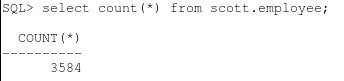 SQL> select count(*) from scott.employee;
COUNT(*)
----------
3584